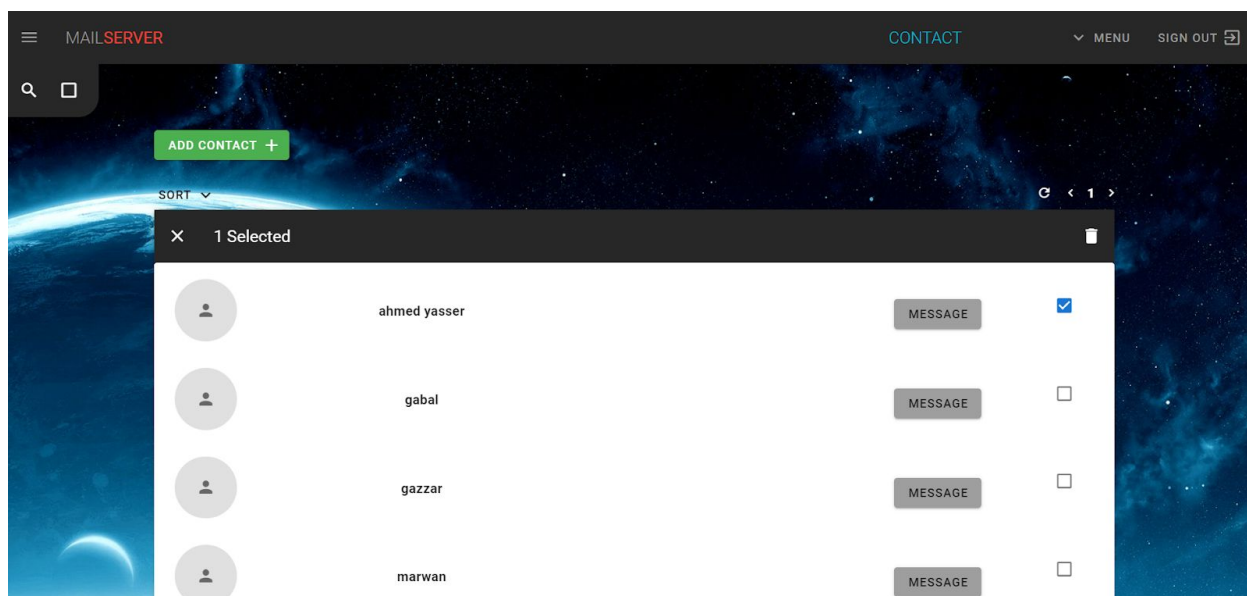 MAILSERVER CONTACT MENU SIGN OUT
ADD CONTACT +
SORT < 1 >
1 Selected
ahmed yasser MESSAGE
gabal MESSAGE
gazzar MESSAGE
marwan MESSAGE